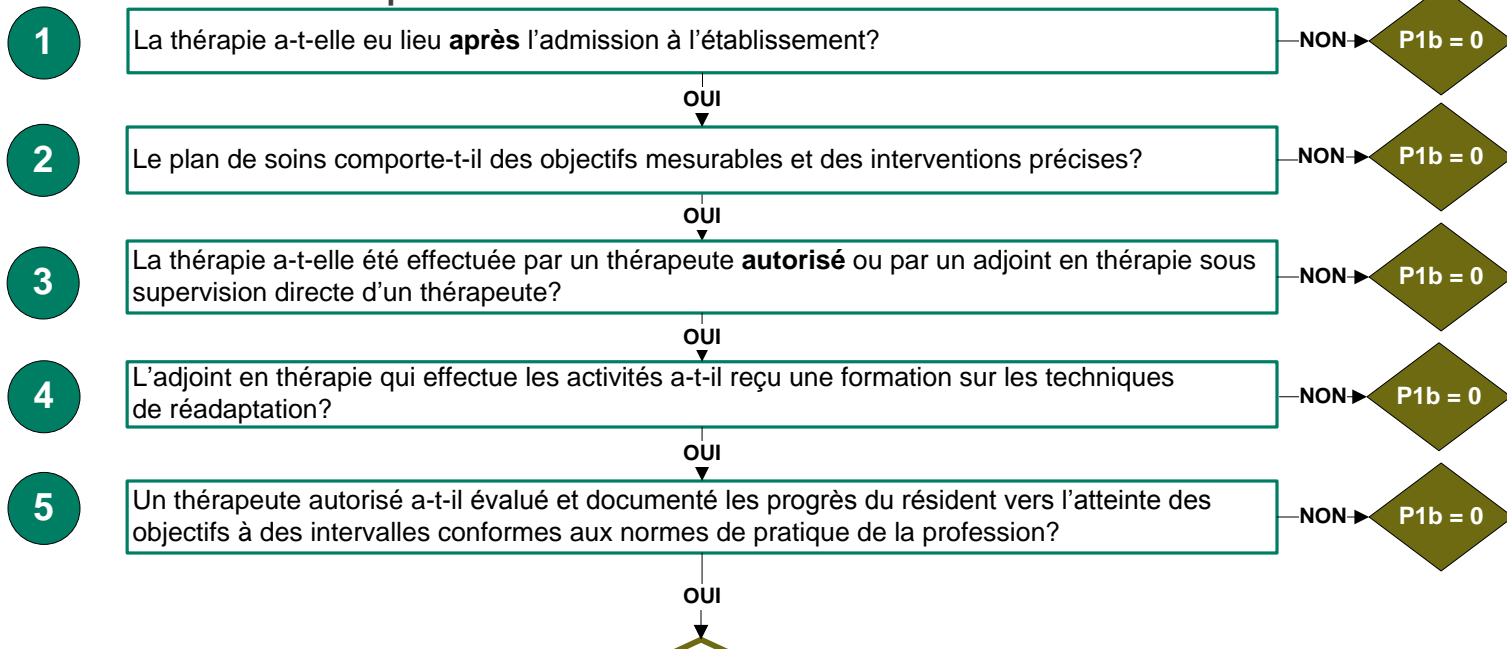 1
La thérapie a-t-elle eu lieu après l’admission à l’établissement?
NON
P1b = 0
OUI
2
Le plan de soins comporte-t-il des objectifs mesurables et des interventions précises?
NON
P1b = 0
OUI
3
La thérapie a-t-elle été effectuée par un thérapeute autorisé ou par un adjoint en thérapie sous
supervision directe d’un thérapeute?
NON
P1b = 0
OUI
4
L’adjoint en thérapie qui effectue les activités a-t-il reçu une formation sur les techniques
de réadaptation?
NON
P1b = 0
OUI
5
Un thérapeute autorisé a-t-il évalué et documenté les progrès du résident vers l’atteinte des
objectifs à des intervalles conformes aux normes de pratique de la profession?
NON
P1b = 0
OUI